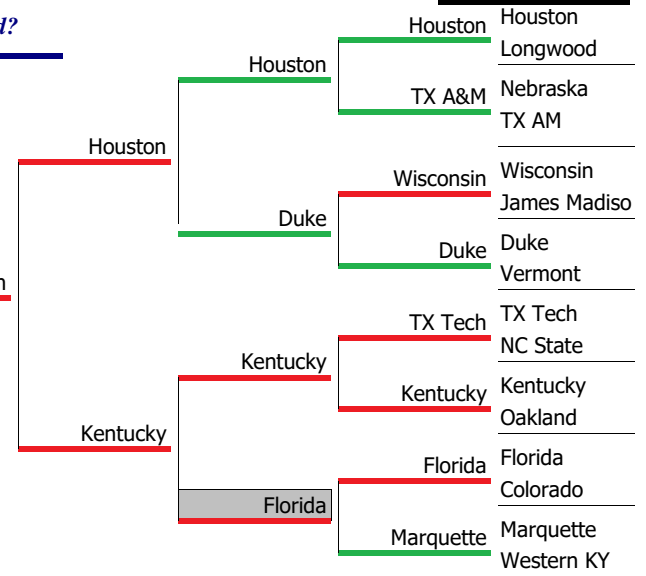 d?
Houston
Longwood
Nebraska
TX AM
Wisconsin
James Madiso
Duke
Vermont
TX Tech
NC State
Kentucky
Oakland
Florida
Colorado
Marquette
Western KY
Houston
TX A&M
Wisconsin
Duke
TX Tech
Kentucky
Florida
Marquette
Houston
Duke
Kentucky
Florida
Houston
Kentucky
n